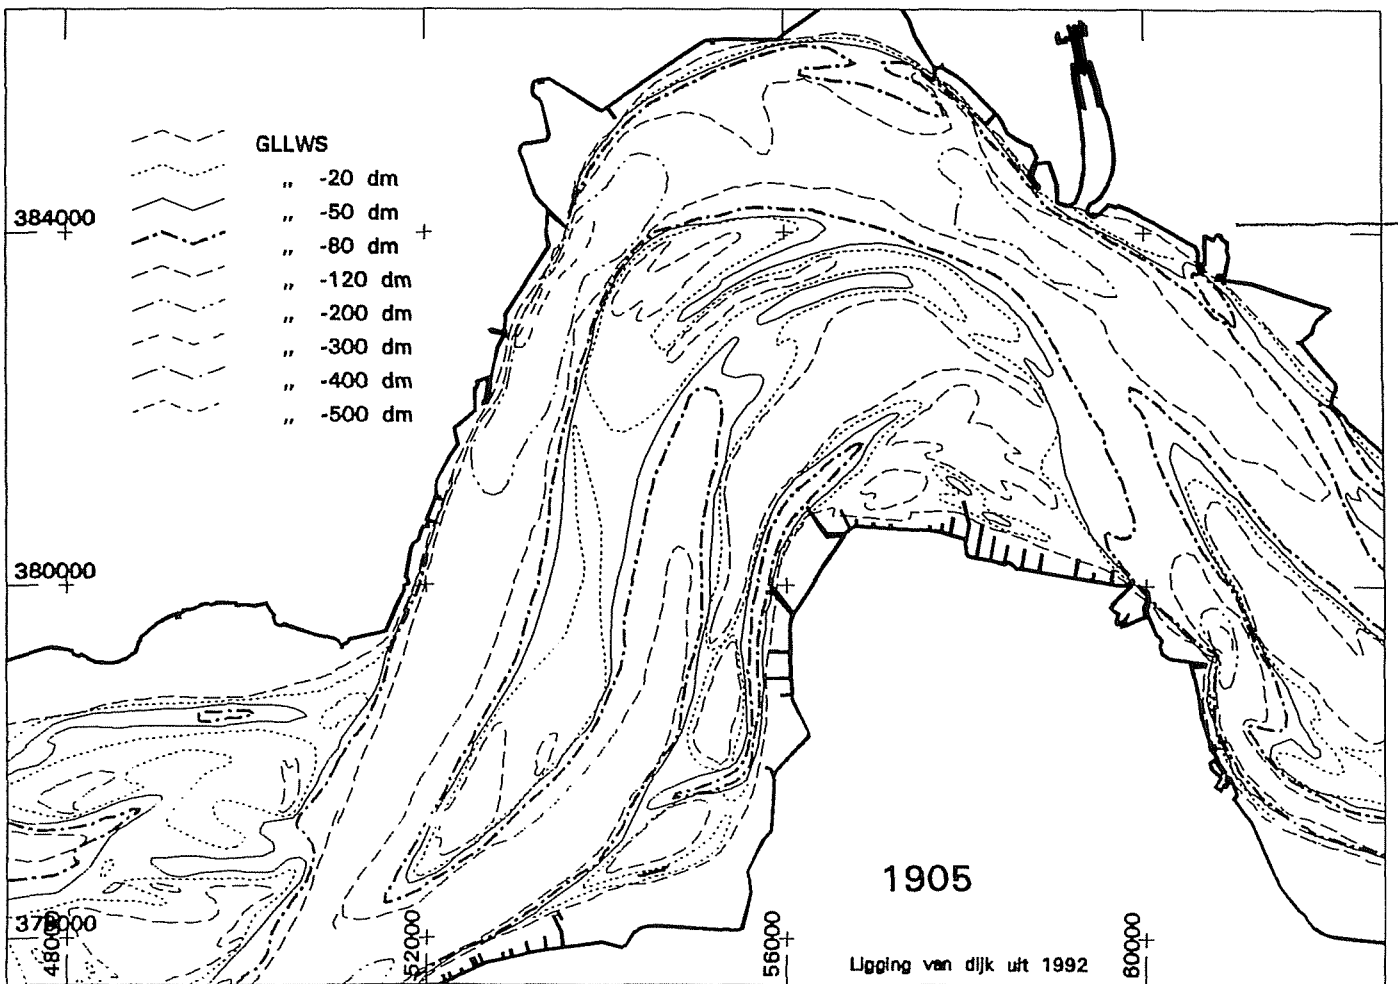 GLLWS
„ -20 dm
„ -50 dm
„ -80 dm
„ -120 dm
„ -200 dm
„ -300 dm
„ -400 dm
„ -500 dm
384000
380000
376000
48000
52000
56000
60000
1905
Ligging van dijk uit 1992